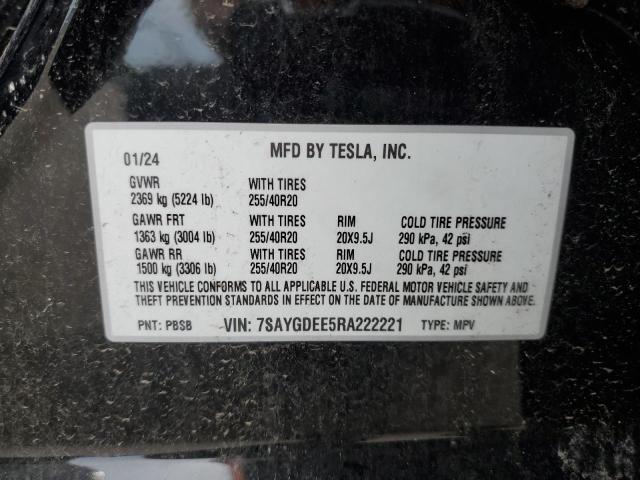 01/24 MFD BY TESLA, INC.
GVWR WITH TIRES
2369 kg (5224 lb) 255/40R20
GAWR FRT WITH TIRES RIM COLD TIRE PRESSURE
1363 kg (3004 lb) 255/40R20 20X9.5J 290 kPa, 42 psi
GAWR RR WITH TIRES RIM COLD TIRE PRESSURE
1500 kg (3306 lb) 255/40R20 20X9.5J 290 kPa, 42 psi
THIS VEHICLE CONFORMS TO ALL APPLICABLE U.S. FEDERAL MOTOR VEHICLE SAFETY AND
THEFT PREVENTION STANDARDS IN EFFECT ON THE DATE OF MANUFACTURE SHOWN ABOVE.
PNT: PBSB VIN: 7SAYGDEE5RA222221 TYPE: MPV